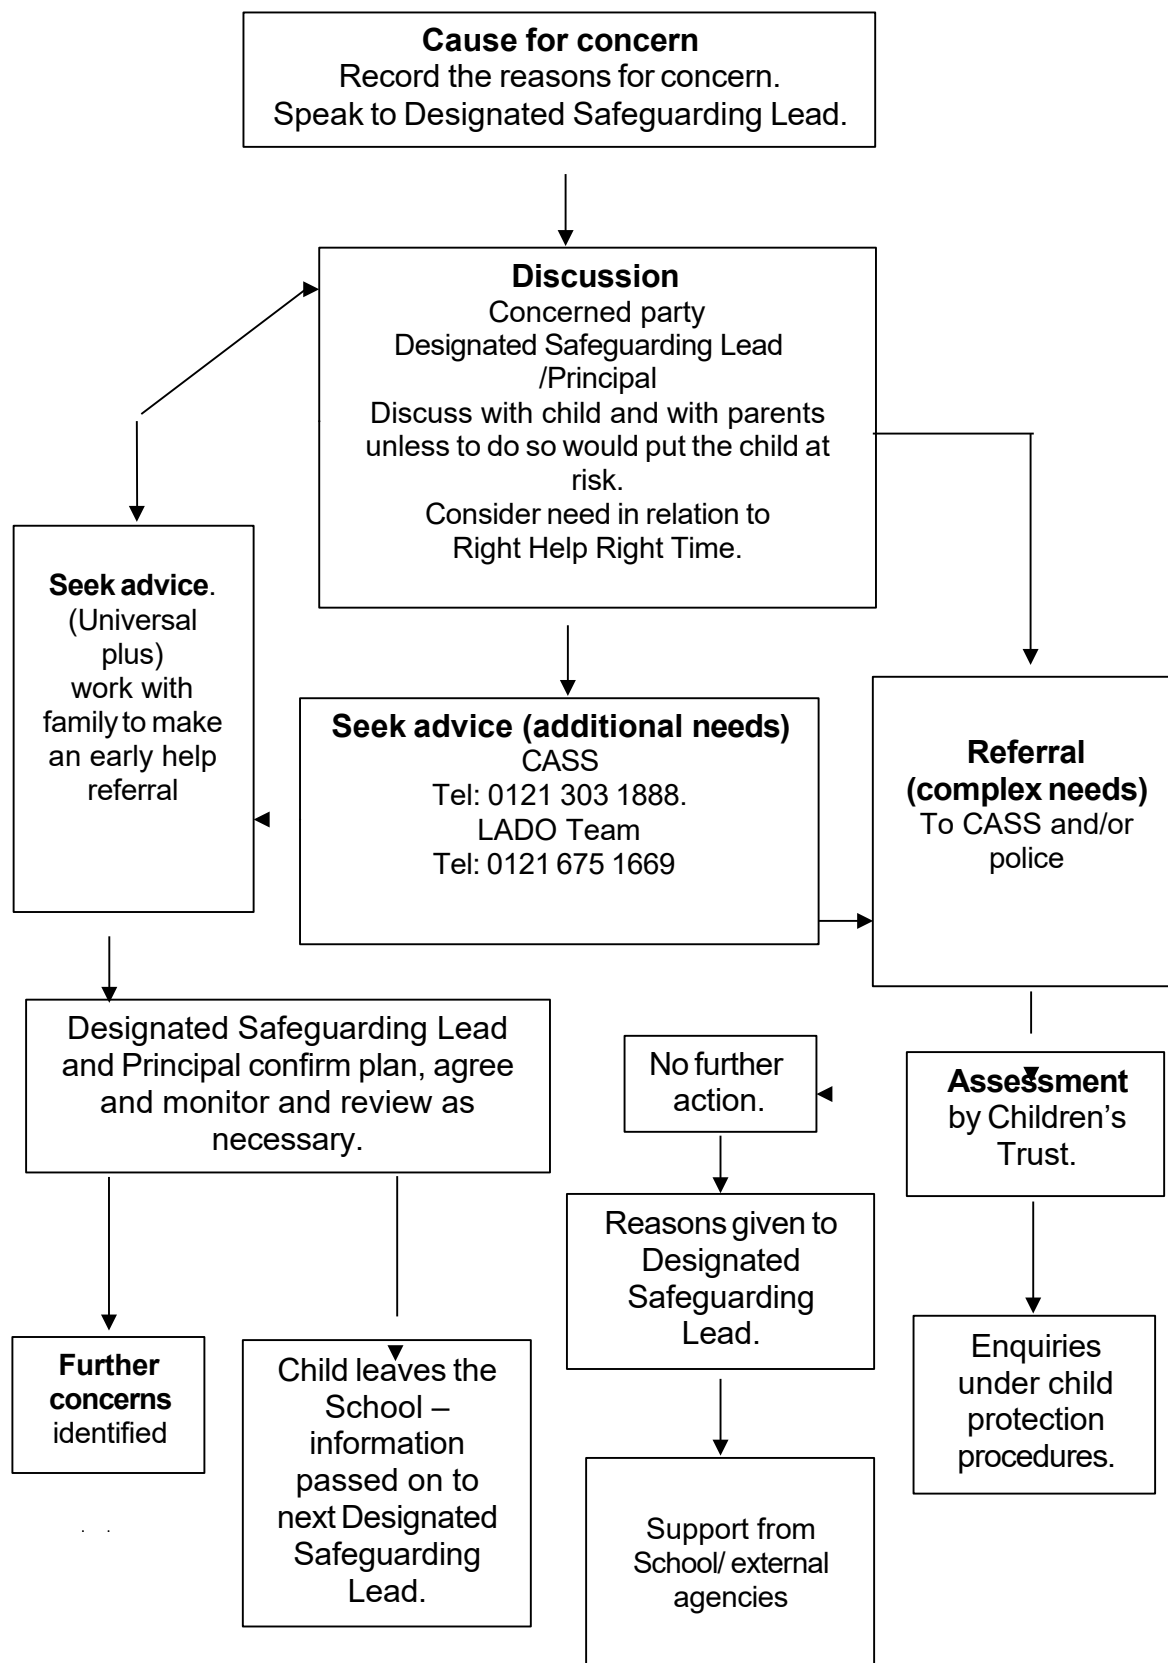 Cause for concern
Record the reasons for concern.
Speak to Designated Safeguarding Lead.
Discussion
Concerned party
Designated Safeguarding Lead
/Principal
Discuss with child and with parents
unless to do so would put the child at
risk.
Consider need in relation to
Right Help Right Time.
Seek advice.
(Universal
plus)
work with
family to make
an early help
referral
Seek advice (additional needs)
CASS
Tel: 0121 303 1888.
LADO Team
Tel: 0121 675 1669
Referral
(complex needs)
To CASS and/or
police
Designated Safeguarding Lead
and Principal confirm plan, agree
and monitor and review as
necessary.
No further
action.
Assessment
by Children’s
Trust.
Reasons given to
Designated
Safeguarding
Lead.
Further
concerns
identified
Child leaves the
School –
information
passed on to
next Designated
Safeguarding
Lead.
Enquiries
under child
protection
procedures.
Support from
School/ external
agencies